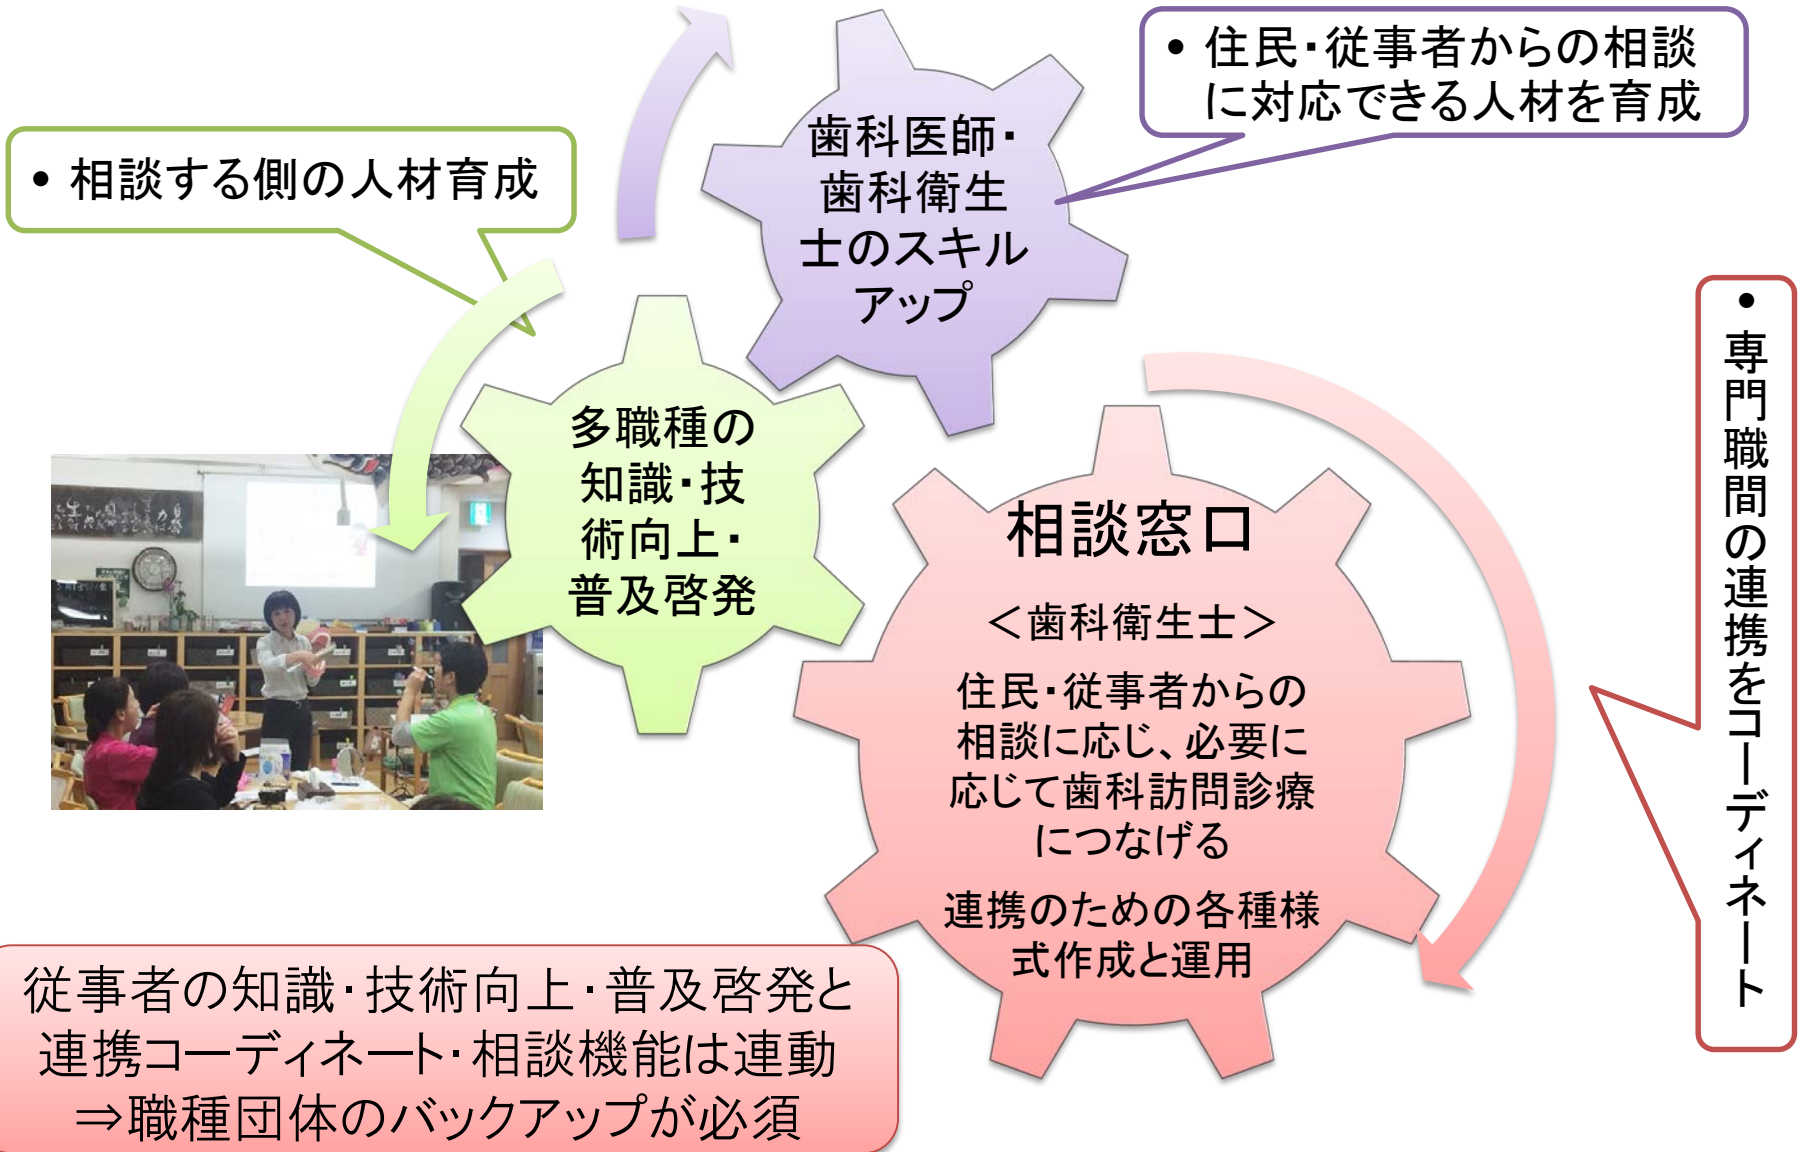 • 住民・従事者からの相談
に対応できる人材を育成
• 相談する側の人材育成
歯科医師・
歯科衛生
士のスキル
アップ
多職種の
知識・技
術向上・
普及啓発
相談窓口
＜歯科衛生士＞
住民・従事者からの
相談に応じ、必要に
応じて歯科訪問診療
につなげる
連携のための各種様
式作成と運用
• 専門職間の連携をコーディネート
従事者の知識・技術向上・普及啓発と
連携コーディネート・相談機能は連動
⇒職種団体のバックアップが必須